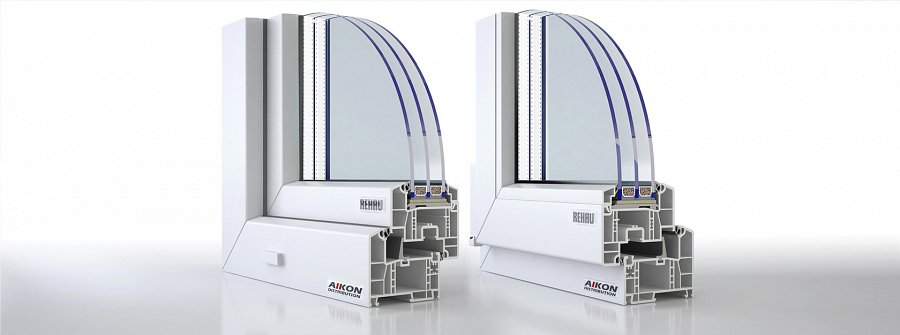 REHAU
AIKON
DISTRIBUTION
REHAU
AIKON
DISTRIBUTION